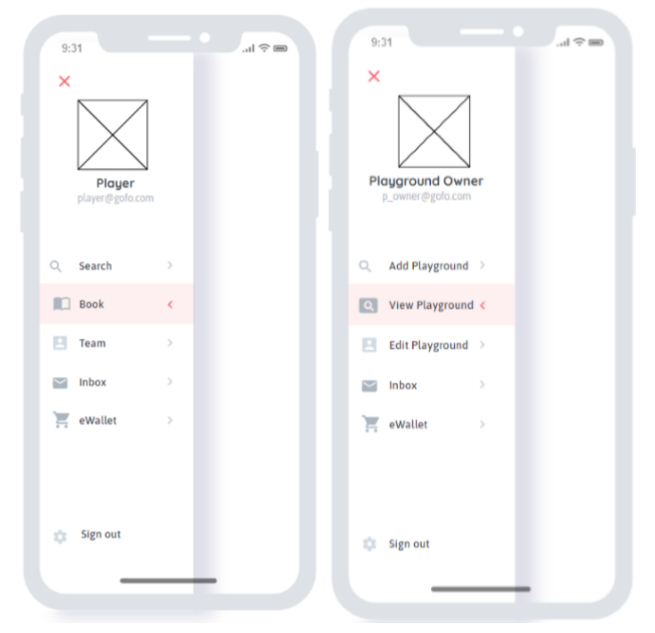 9:31
Player
player@gofo.com
Search
Book
Team
Inbox
eWallet
Sign out
9:31
Playground Owner
p_owner@gofo.com
Add Playground
View Playground
Edit Playground
Inbox
eWallet
Sign out